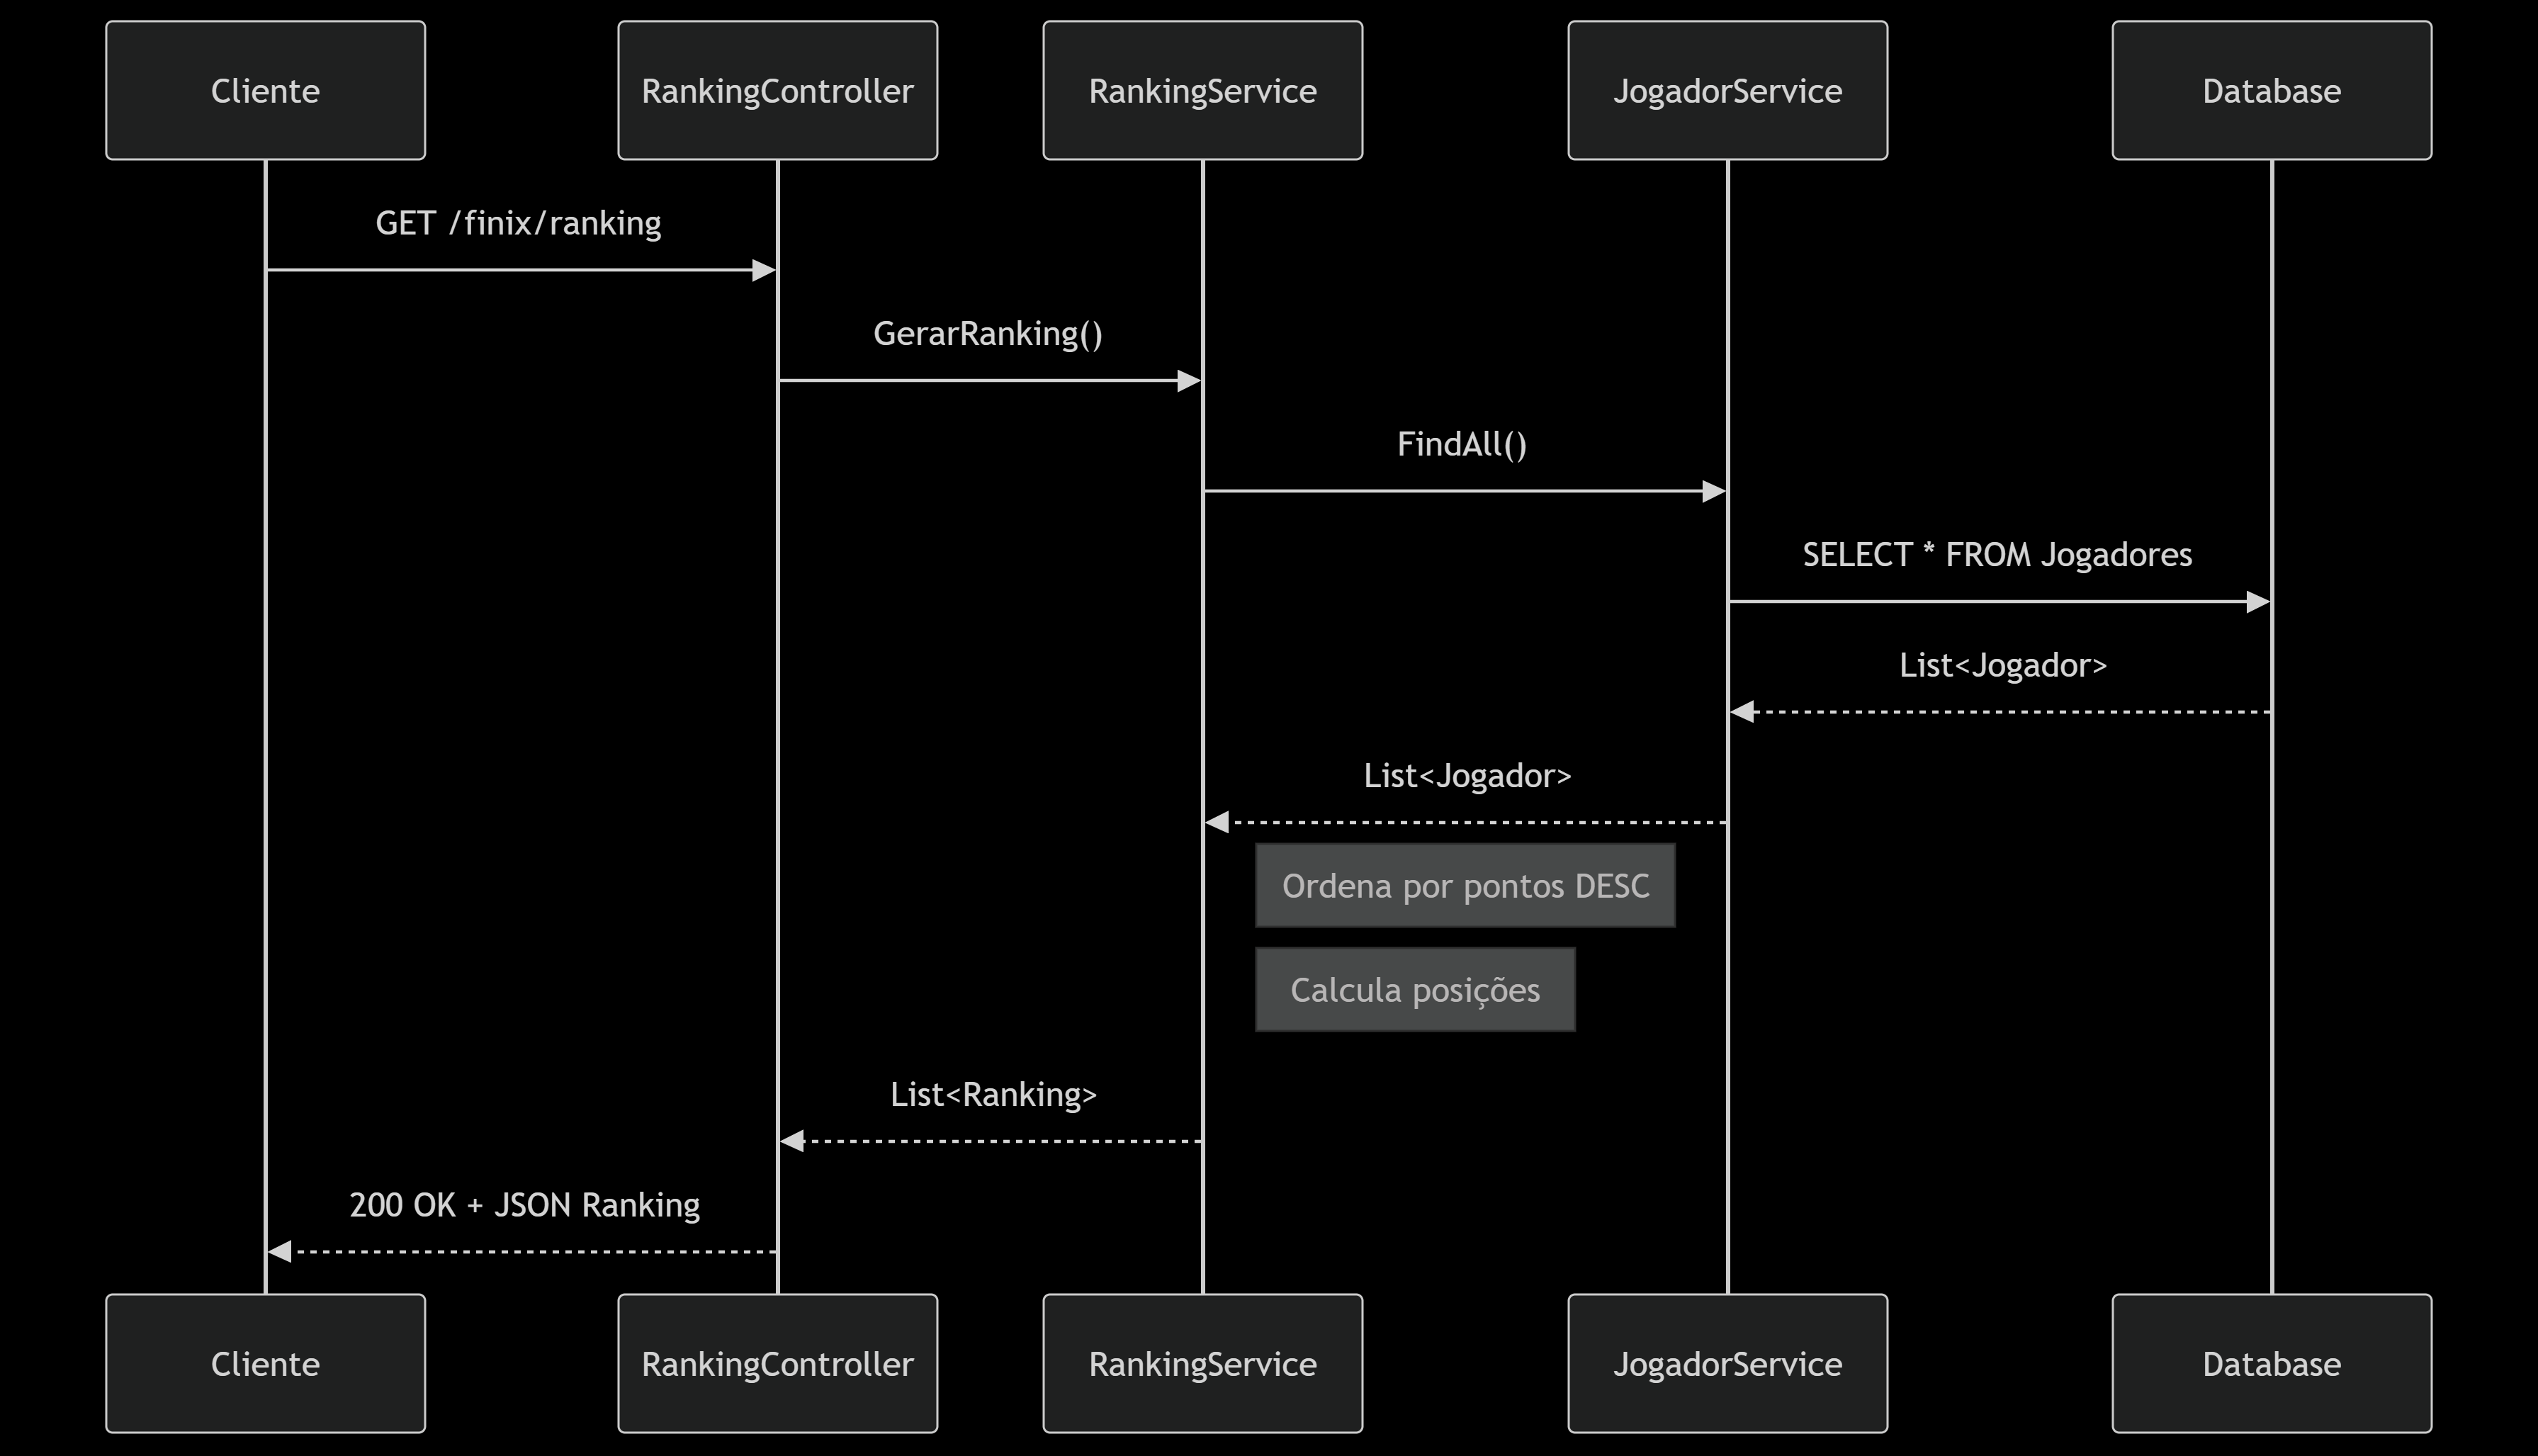 Cliente
RankingController
RankingService
JogadorService
Database
GET /finix/ranking
GerarRanking()
FindAll()
SELECT * FROM Jogadores
List<Jogador>
List<Jogador>
Ordena por pontos DESC
Calcula posições
List<Ranking>
200 OK + JSON Ranking
Cliente
RankingController
RankingService
JogadorService
Database